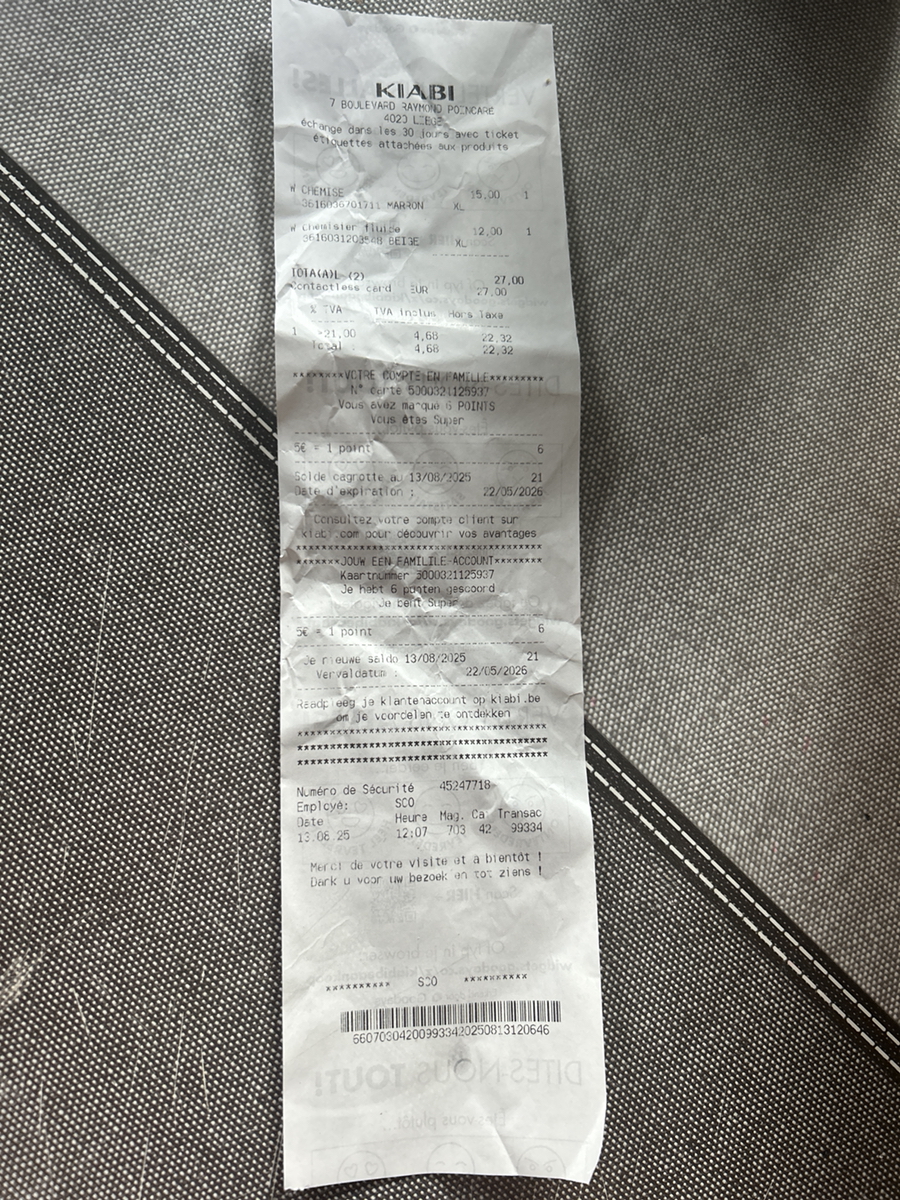 KIABI
7 BOULEVARD RAYMOND POINCARE
4020 LIEGE
échange dans les 30 jours avec ticket
étiquettes attachées aux produits
W CHEMISE 15,00 1
3616036701711 MARRON XL
W chemisier fluide 12,00 1
3616031203548 BEIGE XL
TOTA(A)L (2) 27,00
Contactless card EUR 27,00
% TVA TVA inclus Hors Taxe
1 21,00 4,68 22,32
Total : 4,68 22,32
********VOTRE COMPTE EN FAMILLE********
N° carte 5000321125937
Vous avez marqué 6 POINTS
Vous êtes Super
5€ = 1 point 6
Solde cagnotte au 13/08/2025 21
Date d'expiration : 22/05/2026
Consultez votre compte client sur
kiabi.com pour découvrir vos avantages
*******JOUW EEN FAMILILE-ACCOUNT********
Kaartnummer 5000321125937
Je hebt 6 punten gescoord
Je bent Super
5€ = 1 point 6
Je nieuwe saldo 13/08/2025 21
Vervaldatum : 22/05/2026
Raadpleeg je klantenaccount op kiabi.be
om je voordelen te ontdekken
Numéro de Sécurité 45247718
Employé: SCO
Date Heure Mag. Ca Transac
13.08.25 12:07 703 42 99334
Merci de votre visite et à bientôt !
Dank u voor uw bezoek en tot ziens !
********** SCO **********
660703042009933420250813120646